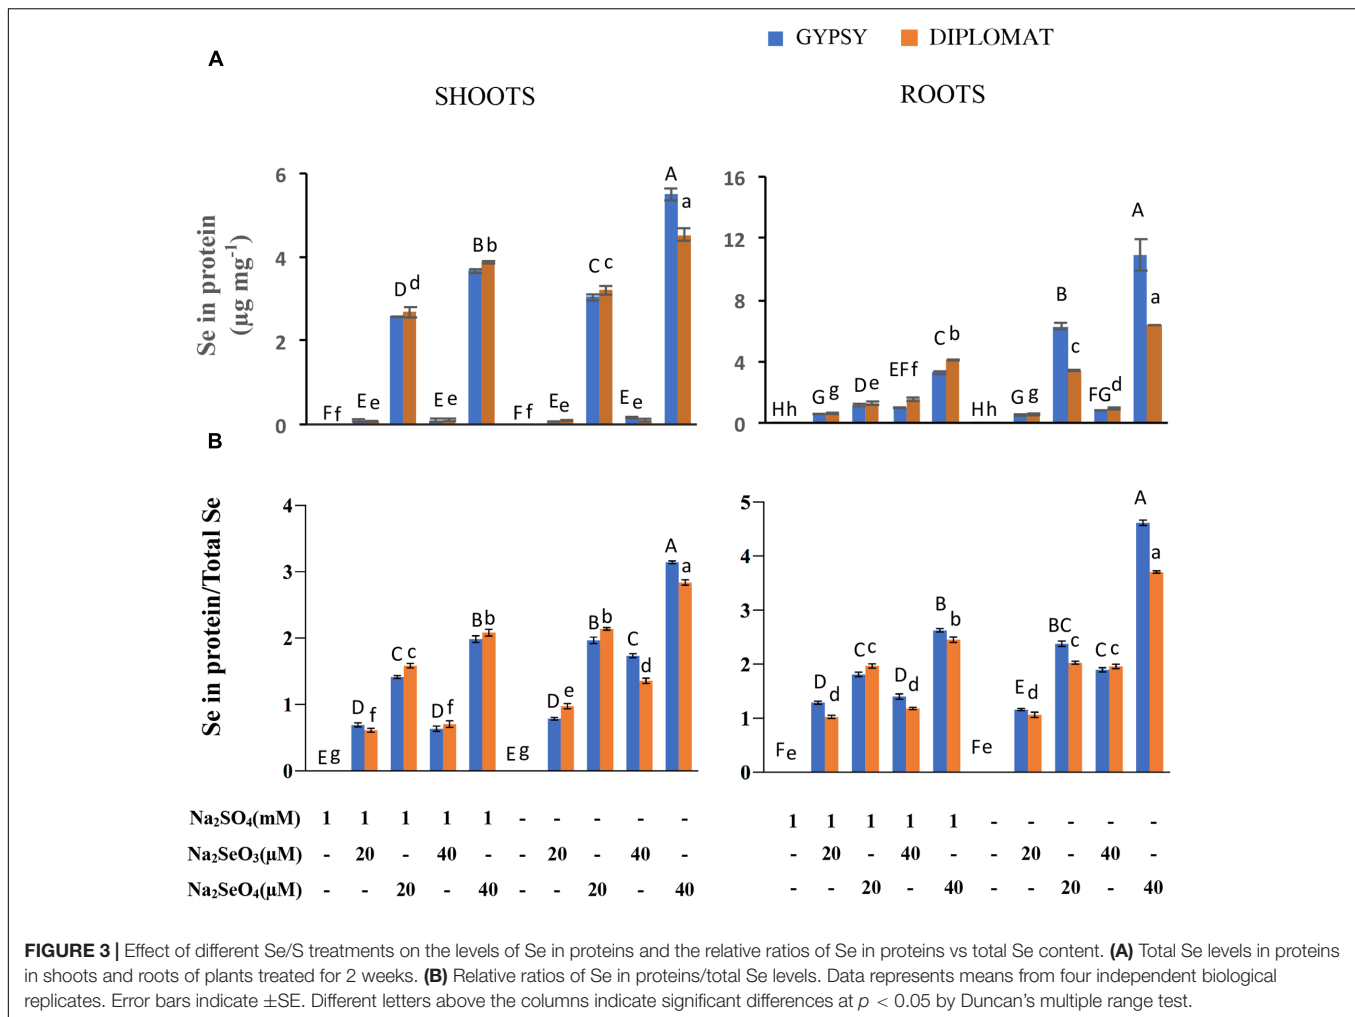 GYPSY DIPLOMAT
A
SHOOTS ROOTS
Se in protein
(µg mg⁻¹)
6
4
2
0
F f E e D d E e B b F f E e C c E e A a
16
12
8
4
0
H h G g D e EF f C b H h G g B c FG d A a
B
Se in protein/Total Se
4
3
2
1
0
E g D f C c D f B b E g D e B b C d A a
5
4
3
2
1
0
F e D d C c D d B b F e E d BC c C c A a
Na₂SO₄(mM) 1 1 1 1 1 - - - - - 1 1 1 1 1 - - - - -
Na₂SeO₃(µM) - 20 - 40 - - 20 - 40 - - 20 - 40 - - 20 - 40 -
Na₂SeO₄(µM) - - 20 - 40 - - 20 - 40 - - 20 - 40 - - 20 - 40
FIGURE 3 | Effect of different Se/S treatments on the levels of Se in proteins and the relative ratios of Se in proteins vs total Se content. (A) Total Se levels in proteins
in shoots and roots of plants treated for 2 weeks. (B) Relative ratios of Se in proteins/total Se levels. Data represents means from four independent biological
replicates. Error bars indicate ±SE. Different letters above the columns indicate significant differences at p < 0.05 by Duncan's multiple range test.